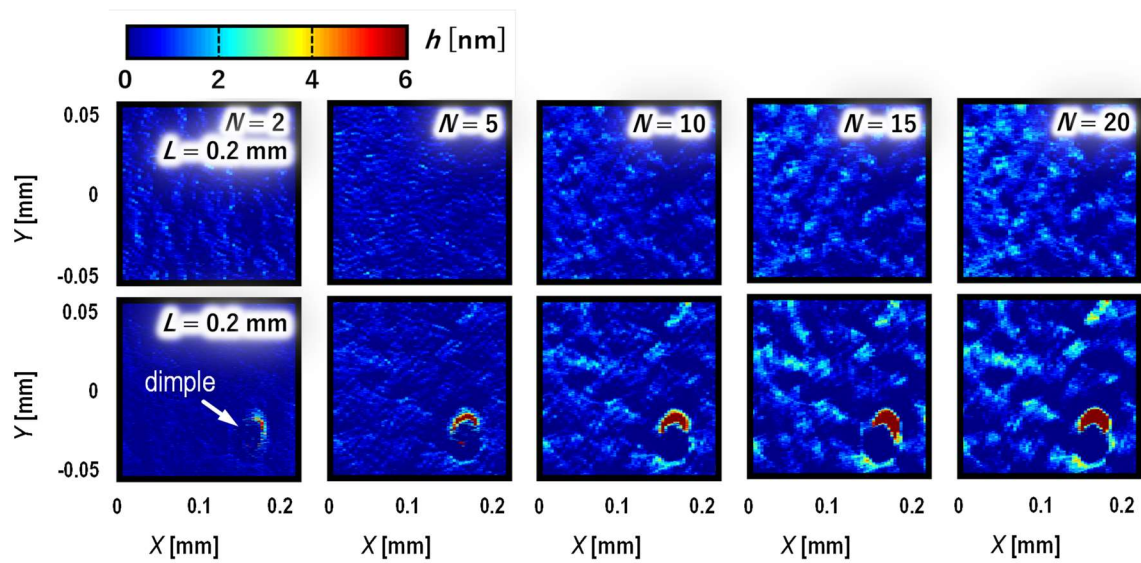 h [nm]
0 2 4 6
0.05
0
-0.05
Y [mm]
N = 2
L = 0.2 mm
N = 5
N = 10
N = 15
N = 20
0.05
0
-0.05
Y [mm]
L = 0.2 mm
dimple
0 0.1 0.2 0 0.1 0.2 0 0.1 0.2 0 0.1 0.2 0 0.1 0.2
X [mm] X [mm] X [mm] X [mm] X [mm]